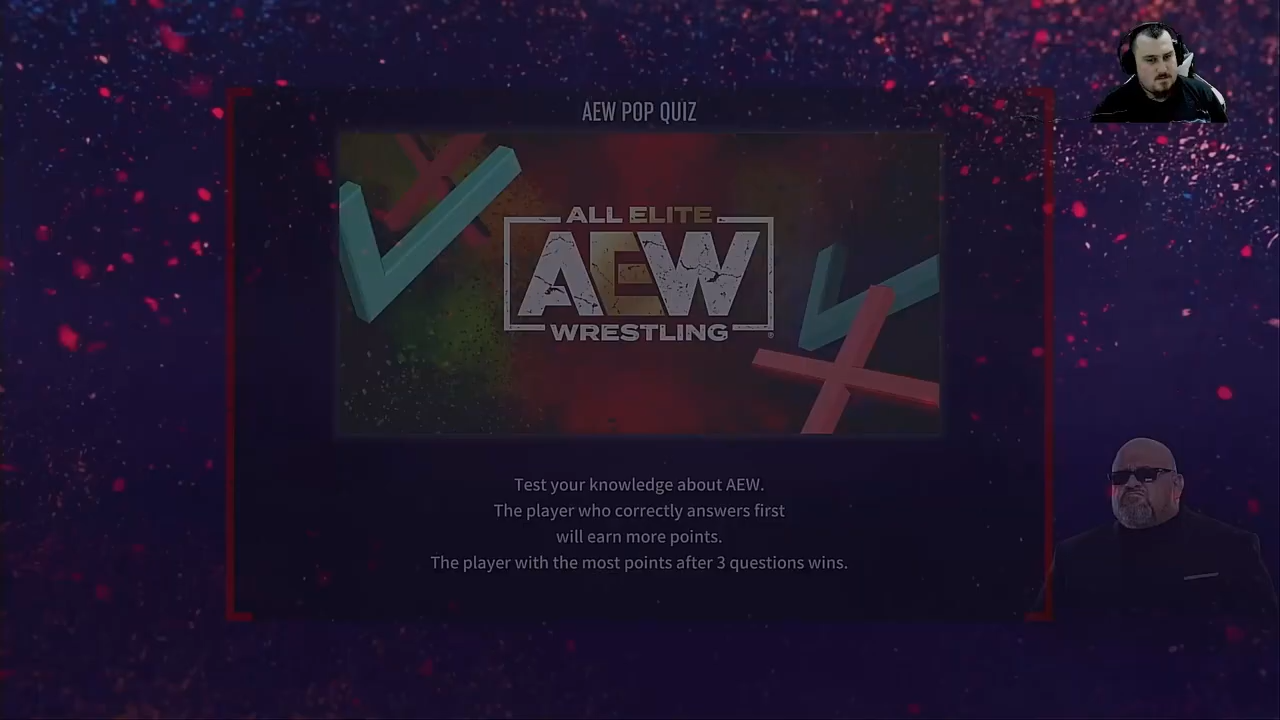 AEW POP QUIZ
ALL ELITE
AEW
WRESTLING
Test your knowledge about AEW.
The player who correctly answers first
will earn more points.
The player with the most points after 3 questions wins.